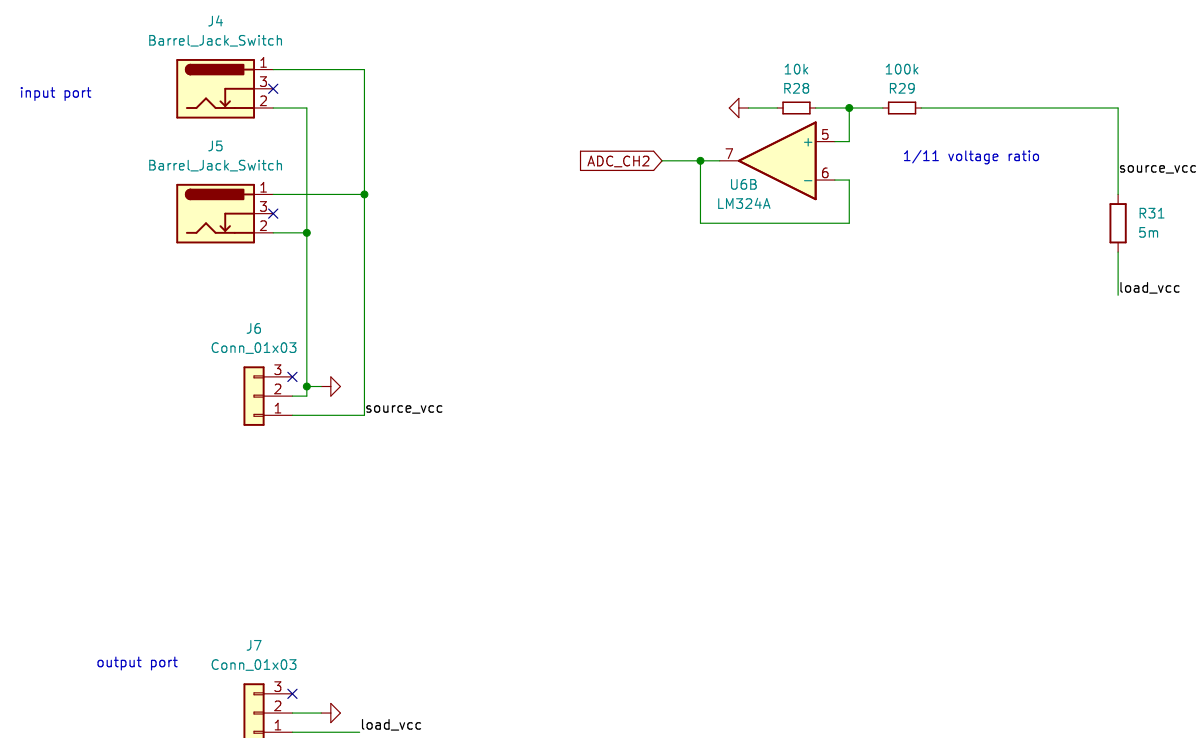 J4
Barrel_Jack_Switch
1
3
2
input port
J5
Barrel_Jack_Switch
1
3
2
J6
Conn_01x03
3
2
1
source_vcc
10k
R28
100k
R29
5
+
7
ADC_CH2
6
−
U6B
LM324A
1/11 voltage ratio
source_vcc
R31
5m
load_vcc
J7
Conn_01x03
output port
3
2
1
load_vcc